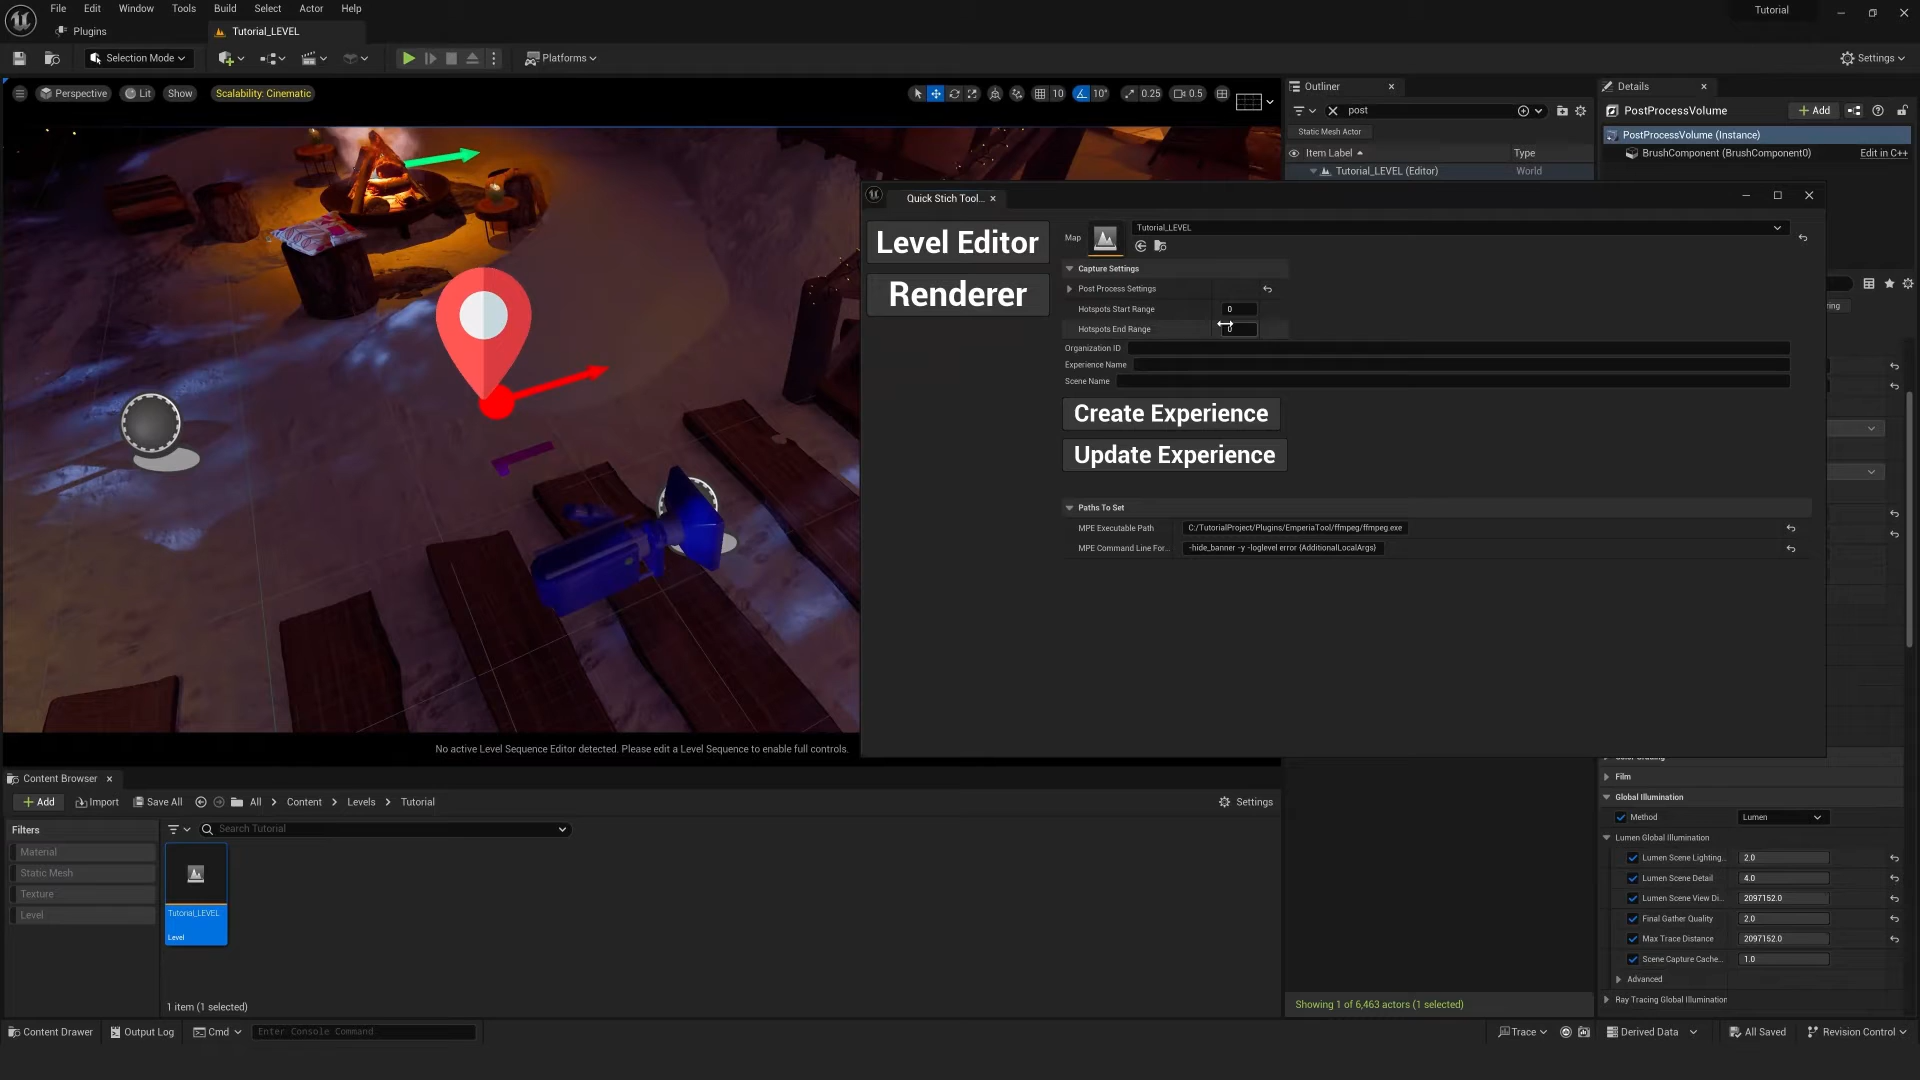 File Edit Window Tools Build Select Actor Help
Tutorial
Plugins
Tutorial_LEVEL
Selection Mode
Platforms
Settings
Perspective Lit Show Scalability: Cinematic
10 10° 0.25 0.5
Outliner
post
Static Mesh Actor
Item Label Type
Tutorial_LEVEL (Editor) World
Details
PostProcessVolume
Add
PostProcessVolume (Instance)
BrushComponent (BrushComponent0) Edit in C++
Quick Stich Tool...
Level Editor
Renderer
Map
Tutorial_LEVEL
Capture Settings
Post Process Settings
Hotspots Start Range 0
Hotspots End Range 0
Organization ID
Experience Name
Scene Name
Create Experience
Update Experience
Paths To Set
MPE Executable Path C:/TutorialProject/Plugins/EmperiaTool/ffmpeg/ffmpeg.exe
MPE Command Line For... -hide_banner -y -loglevel error {AdditionalLocalArgs}
No active Level Sequence Editor detected. Please edit a Level Sequence to enable full controls.
Content Browser
Add Import Save All All Content Levels Tutorial Settings
Filters
Material
Static Mesh
Texture
Level
Search Tutorial
Tutorial_LEVEL
Level
1 item (1 selected)
Showing 1 of 6,463 actors (1 selected)
Film
Global Illumination
Method Lumen
Lumen Global Illumination
Lumen Scene Lighting... 2.0
Lumen Scene Detail 4.0
Lumen Scene View Di... 2097152.0
Final Gather Quality 2.0
Max Trace Distance 2097152.0
Scene Capture Cache... 1.0
Advanced
Ray Tracing Global Illumination
Content Drawer Output Log Cmd Enter Console Command
Trace Derived Data All Saved Revision Control